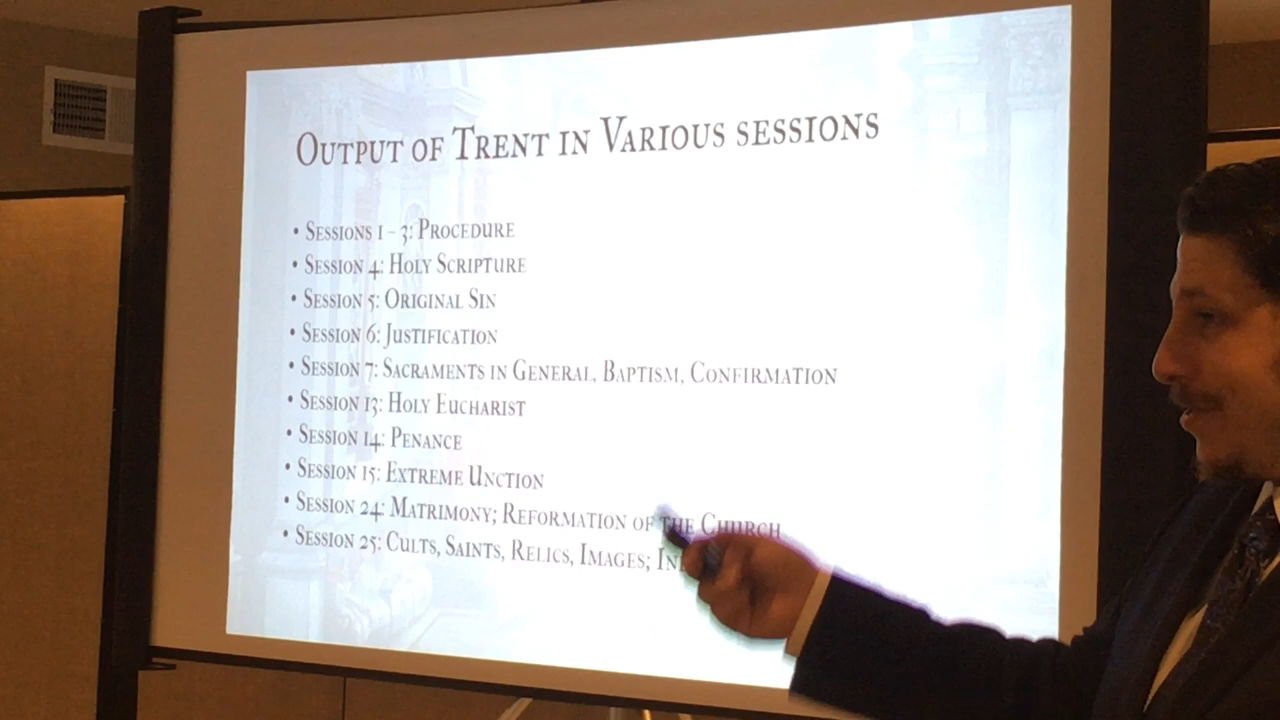 Output of Trent in Various sessions
• Sessions 1 – 3: Procedure
• Session 4: Holy Scripture
• Session 5: Original Sin
• Session 6: Justification
• Session 7: Sacraments in General, Baptism, Confirmation
• Session 13: Holy Eucharist
• Session 14: Penance
• Session 15: Extreme Unction
• Session 24: Matrimony; Reformation of the Church
• Session 25: Cults, Saints, Relics, Images;